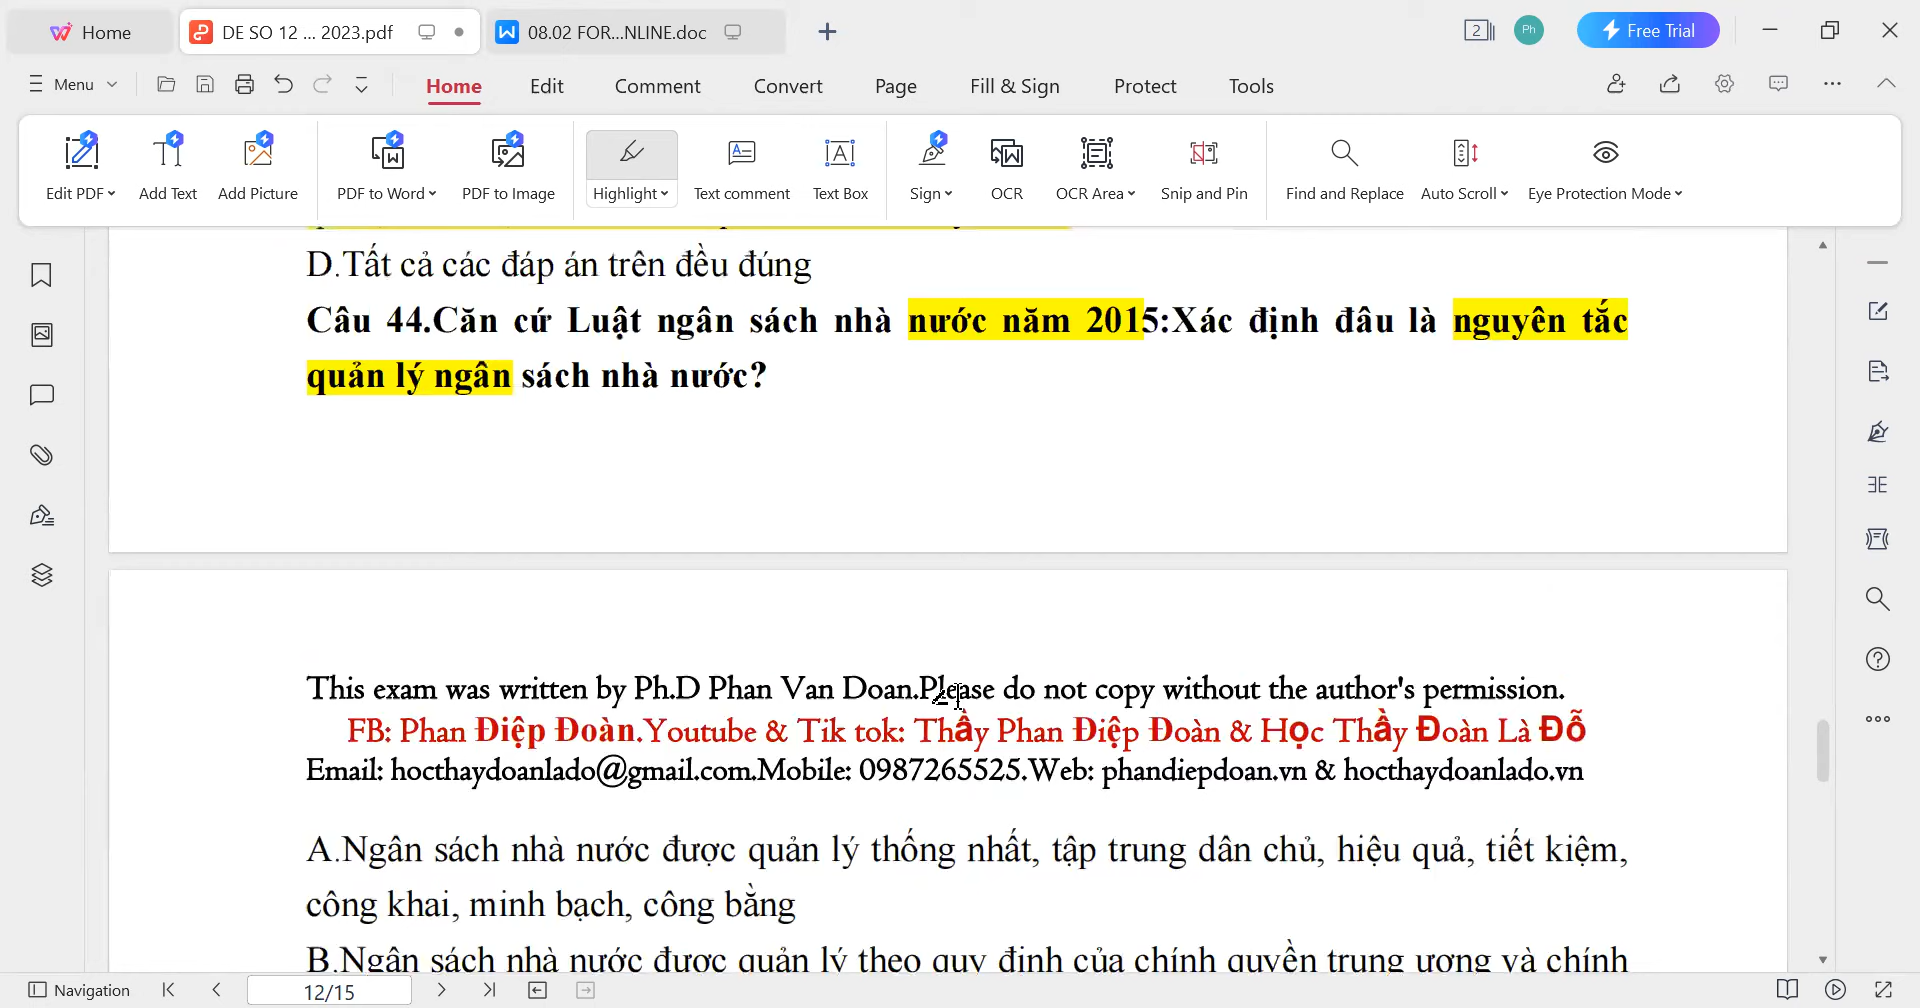 Home
DE SO 12 ... 2023.pdf
08.02 FOR...NLINE.doc
2
Ph
Free Trial
Menu
Home
Edit
Comment
Convert
Page
Fill & Sign
Protect
Tools
Edit PDF
Add Text
Add Picture
PDF to Word
PDF to Image
Highlight
Text comment
Text Box
Sign
OCR
OCR Area
Snip and Pin
Find and Replace
Auto Scroll
Eye Protection Mode
D.Tất cả các đáp án trên đều đúng
Câu 44.Căn cứ Luật ngân sách nhà nước năm 2015:Xác định đâu là nguyên tắc
quản lý ngân sách nhà nước?
This exam was written by Ph.D Phan Van Doan.Please do not copy without the author's permission.
FB: Phan Điệp Đoàn.Youtube & Tik tok: Thầy Phan Điệp Đoàn & Học Thầy Đoàn Là Đỗ
Email: hocthaydoanlado@gmail.com.Mobile: 0987265525.Web: phandiepdoan.vn & hocthaydoanlado.vn
A.Ngân sách nhà nước được quản lý thống nhất, tập trung dân chủ, hiệu quả, tiết kiệm,
công khai, minh bạch, công bằng
B.Ngân sách nhà nước được quản lý theo quy định của chính quyền trung ương và chính
Navigation
12/15